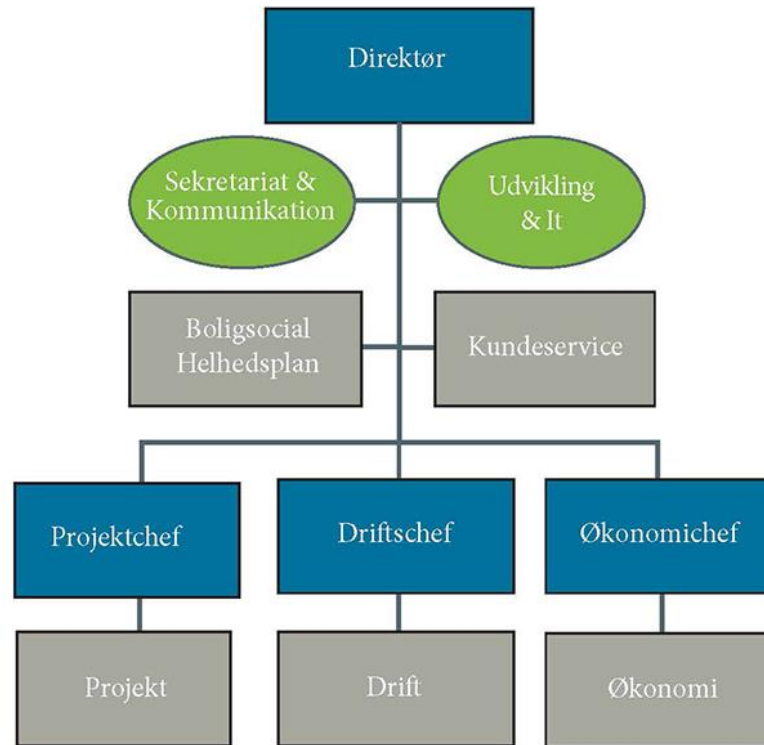 Direktør
Sekretariat &
Kommunikation
Udvikling
& It
Boligsocial
Helhedsplan
Kundeservice
Projektchef
Driftschef
Økonomichef
Projekt
Drift
Økonomi